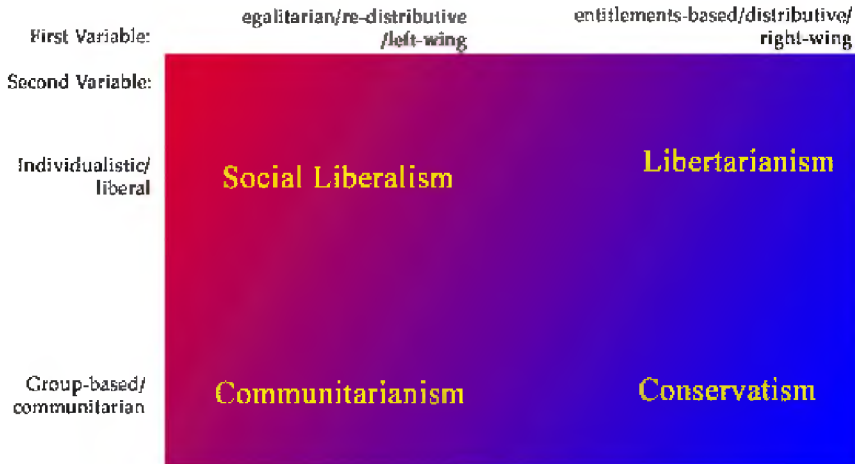 First Variable:
egalitarian/re-distributive
/left-wing
entitlements-based/distributive/
right-wing
Second Variable:
Individualistic/
liberal
Social Liberalism
Libertarianism
Group-based/
communitarian
Communitarianism
Conservatism